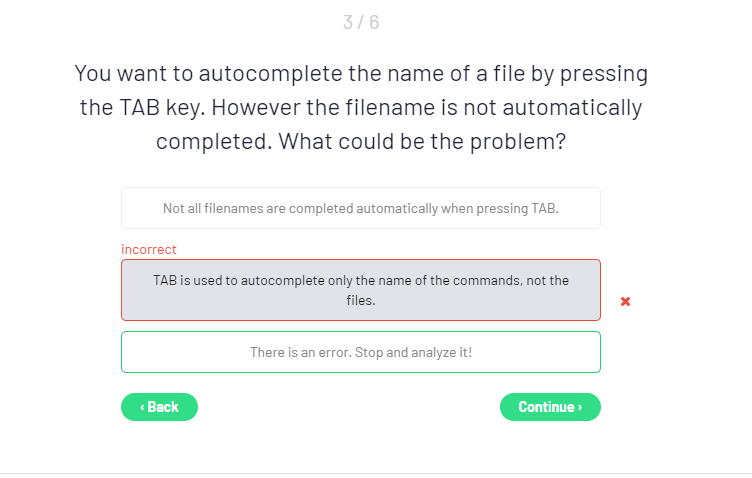 3 / 6
You want to autocomplete the name of a file by pressing
the TAB key. However the filename is not automatically
completed. What could be the problem?
Not all filenames are completed automatically when pressing TAB.
incorrect
TAB is used to autocomplete only the name of the commands, not the
files.
There is an error. Stop and analyze it!
‹ Back
Continue ›